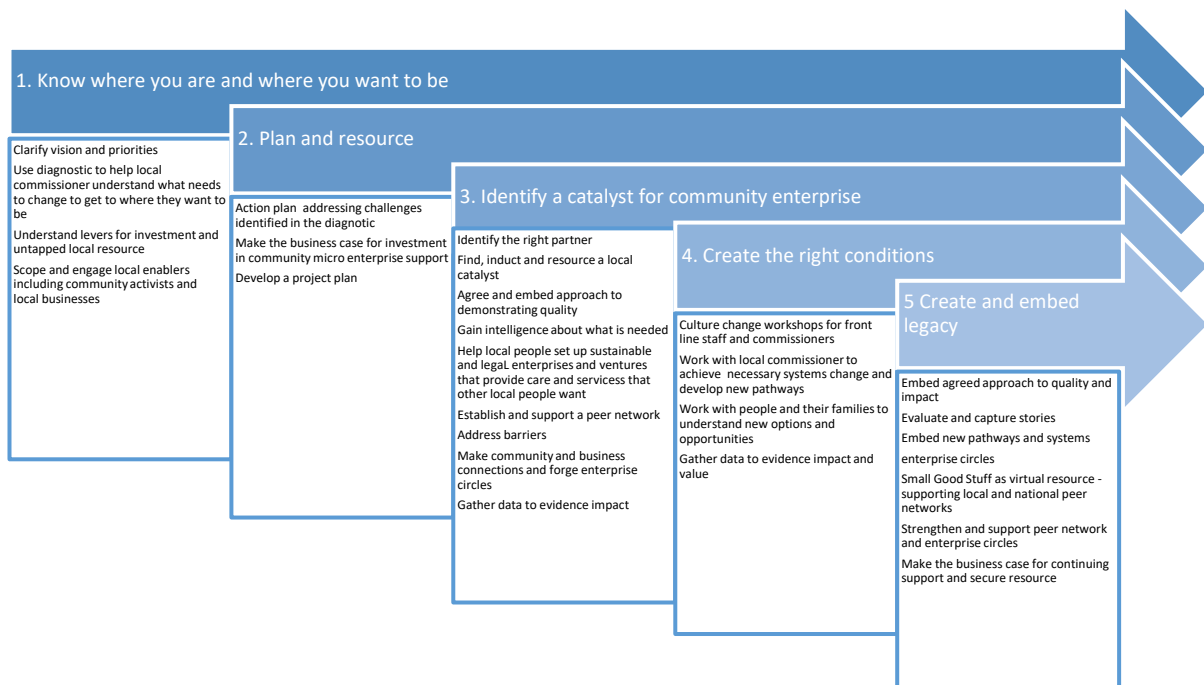 1. Know where you are and where you want to be
Clarify vision and priorities
Use diagnostic to help local
commissioner understand what needs
to change to get to where they want to
be
Understand levers for investment and
untapped local resource
Scope and engage local enablers
including community activists and
local businesses
2. Plan and resource
Action plan  addressing challenges
identified in the diagnotic
Make the business case for investment
in community micro enterprise support
Develop a project plan
3. Identify a catalyst for community enterprise
Identify the right partner
Find, induct and resource a local
catalyst
Agree and embed approach to
demonstrating quality
Gain intelligence about what is needed
Help local people set up sustainable
and legaL enterprises and ventures
that provide care and servicess that
other local people want
Establish and support a peer network
Address barriers
Make community and business
connections and forge enterprise
circles
Gather data to evidence impact
4. Create the right conditions
Culture change workshops for front
line staff and commissioners
Work with local commissioner to
achieve  necessary systems change and
develop new pathways
Work with people and their families to
understand new options and
opportunities
Gather data to evidence impact and
value
5 Create and embed
legacy
Embed agreed approach to quality and
impact
Evaluate and capture stories
Embed new pathways and systems
enterprise circles
Small Good Stuff as virtual resource -
supporting local and national peer
networks
Strengthen and support peer network
and enterprise circles
Make the business case for continuing
support and secure resource